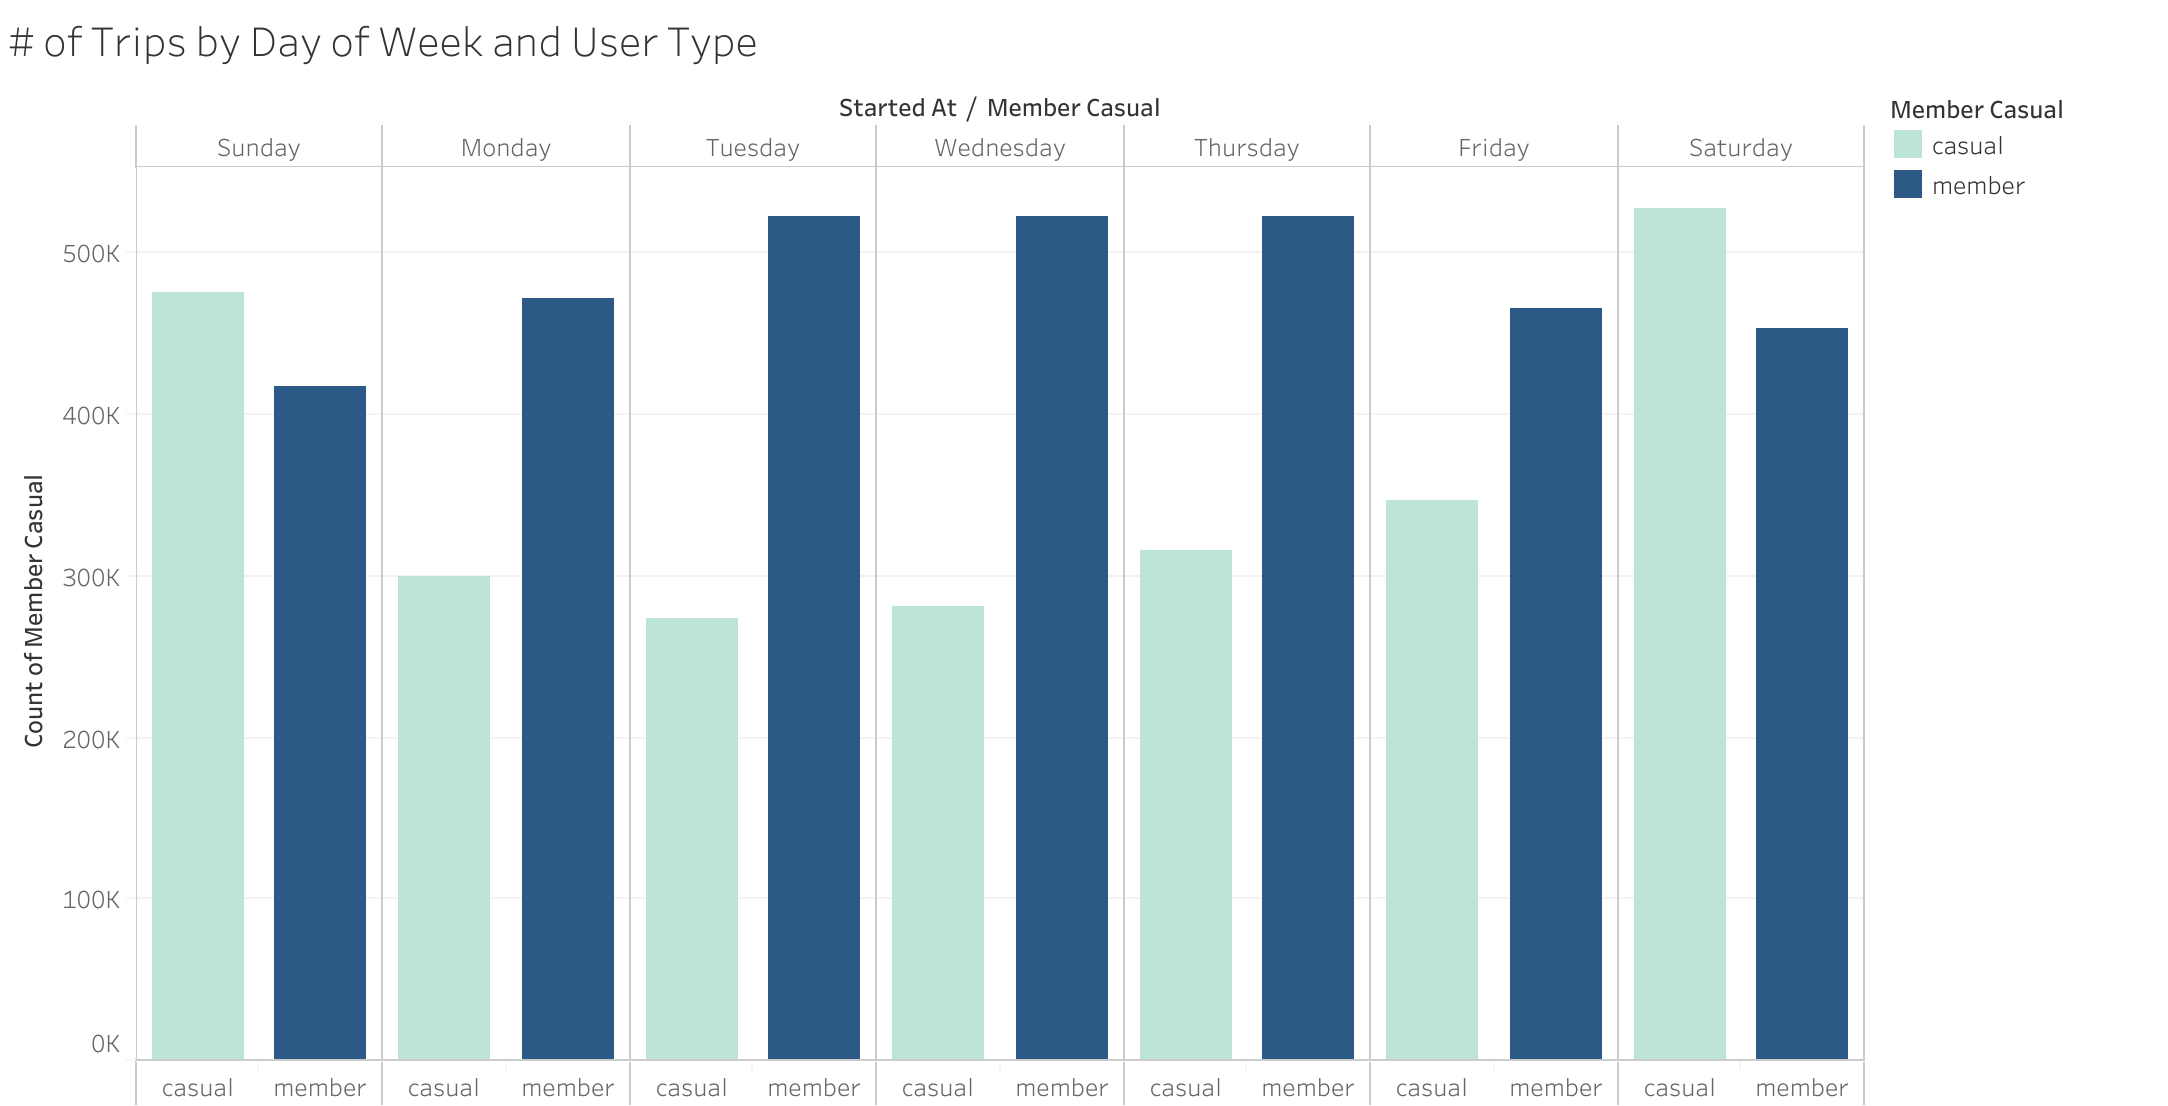 # of Trips by Day of Week and User Type
Started At / Member Casual
Sunday Monday Tuesday Wednesday Thursday Friday Saturday
Member Casual
casual
member
Count of Member Casual
500K
400K
300K
200K
100K
0K
casual member casual member casual member casual member casual member casual member casual member